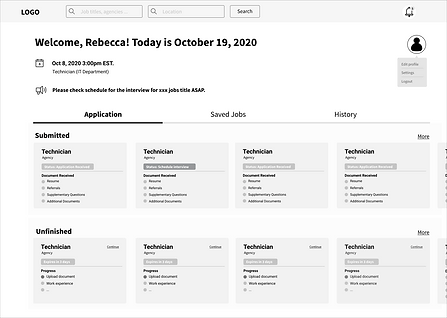 LOGO
Job titles, agencies ...
Location
Search
Welcome, Rebecca! Today is October 19, 2020
Oct 8, 2020 3:00pm EST.
Technician (IT Department)
Please check schedule for the interview for xxx jobs title ASAP.
Edit profile
Settings
Logout
Application Saved Jobs History
Submitted More
Technician Technician Technician Technician
Agency Agency Agency Agency
Status: Application Received Status: Schedule Interview Status: Application Received Status: Application Received
Document Received Document Received Document Received Document Received
Resume Resume Resume Resume
Referrals Referrals Referrals Referrals
Supplementary Questions Supplementary Questions Supplementary Questions Supplementary Questions
Additional Documents Additional Documents Additional Documents Additional Documents
Unfinished More
Technician Continue Technician Continue Technician Continue Technician Continue
Agency Agency Agency Agency
Expires in 3 days Expires in 3 days Expires in 3 days Expires in 3 days
Progress Progress Progress Progress
Upload document Upload document Upload document Upload document
Work experience Work experience Work experience Work experience
... ... ... ...